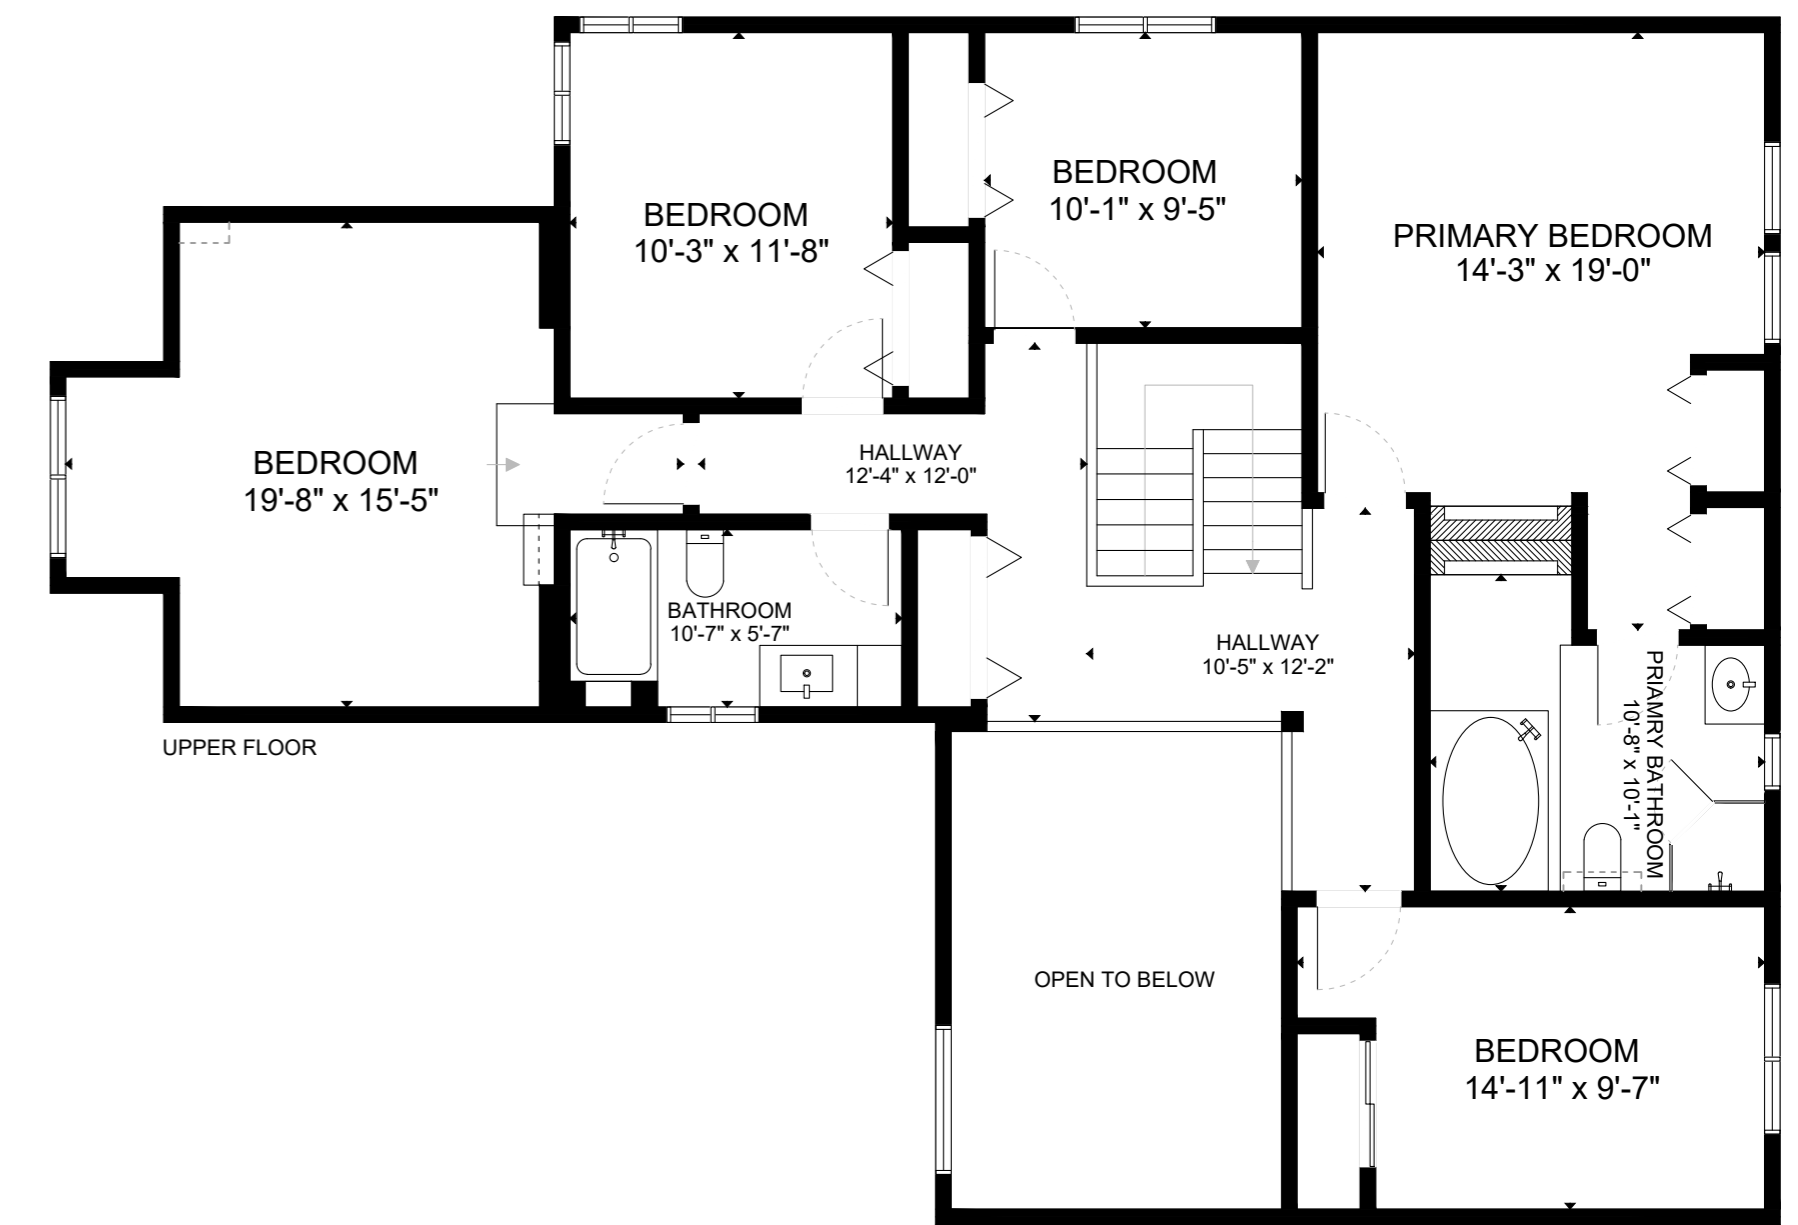 BEDROOM
10'-3" x 11'-8"
BEDROOM
10'-1" x 9'-5"
PRIMARY BEDROOM
14'-3" x 19'-0"
BEDROOM
19'-8" x 15'-5"
HALLWAY
12'-4" x 12'-0"
BATHROOM
10'-7" x 5'-7"
HALLWAY
10'-5" x 12'-2"
PRIAMRY BATHROOM
10'-8" x 10'-1"
UPPER FLOOR
OPEN TO BELOW
BEDROOM
14'-11" x 9'-7"